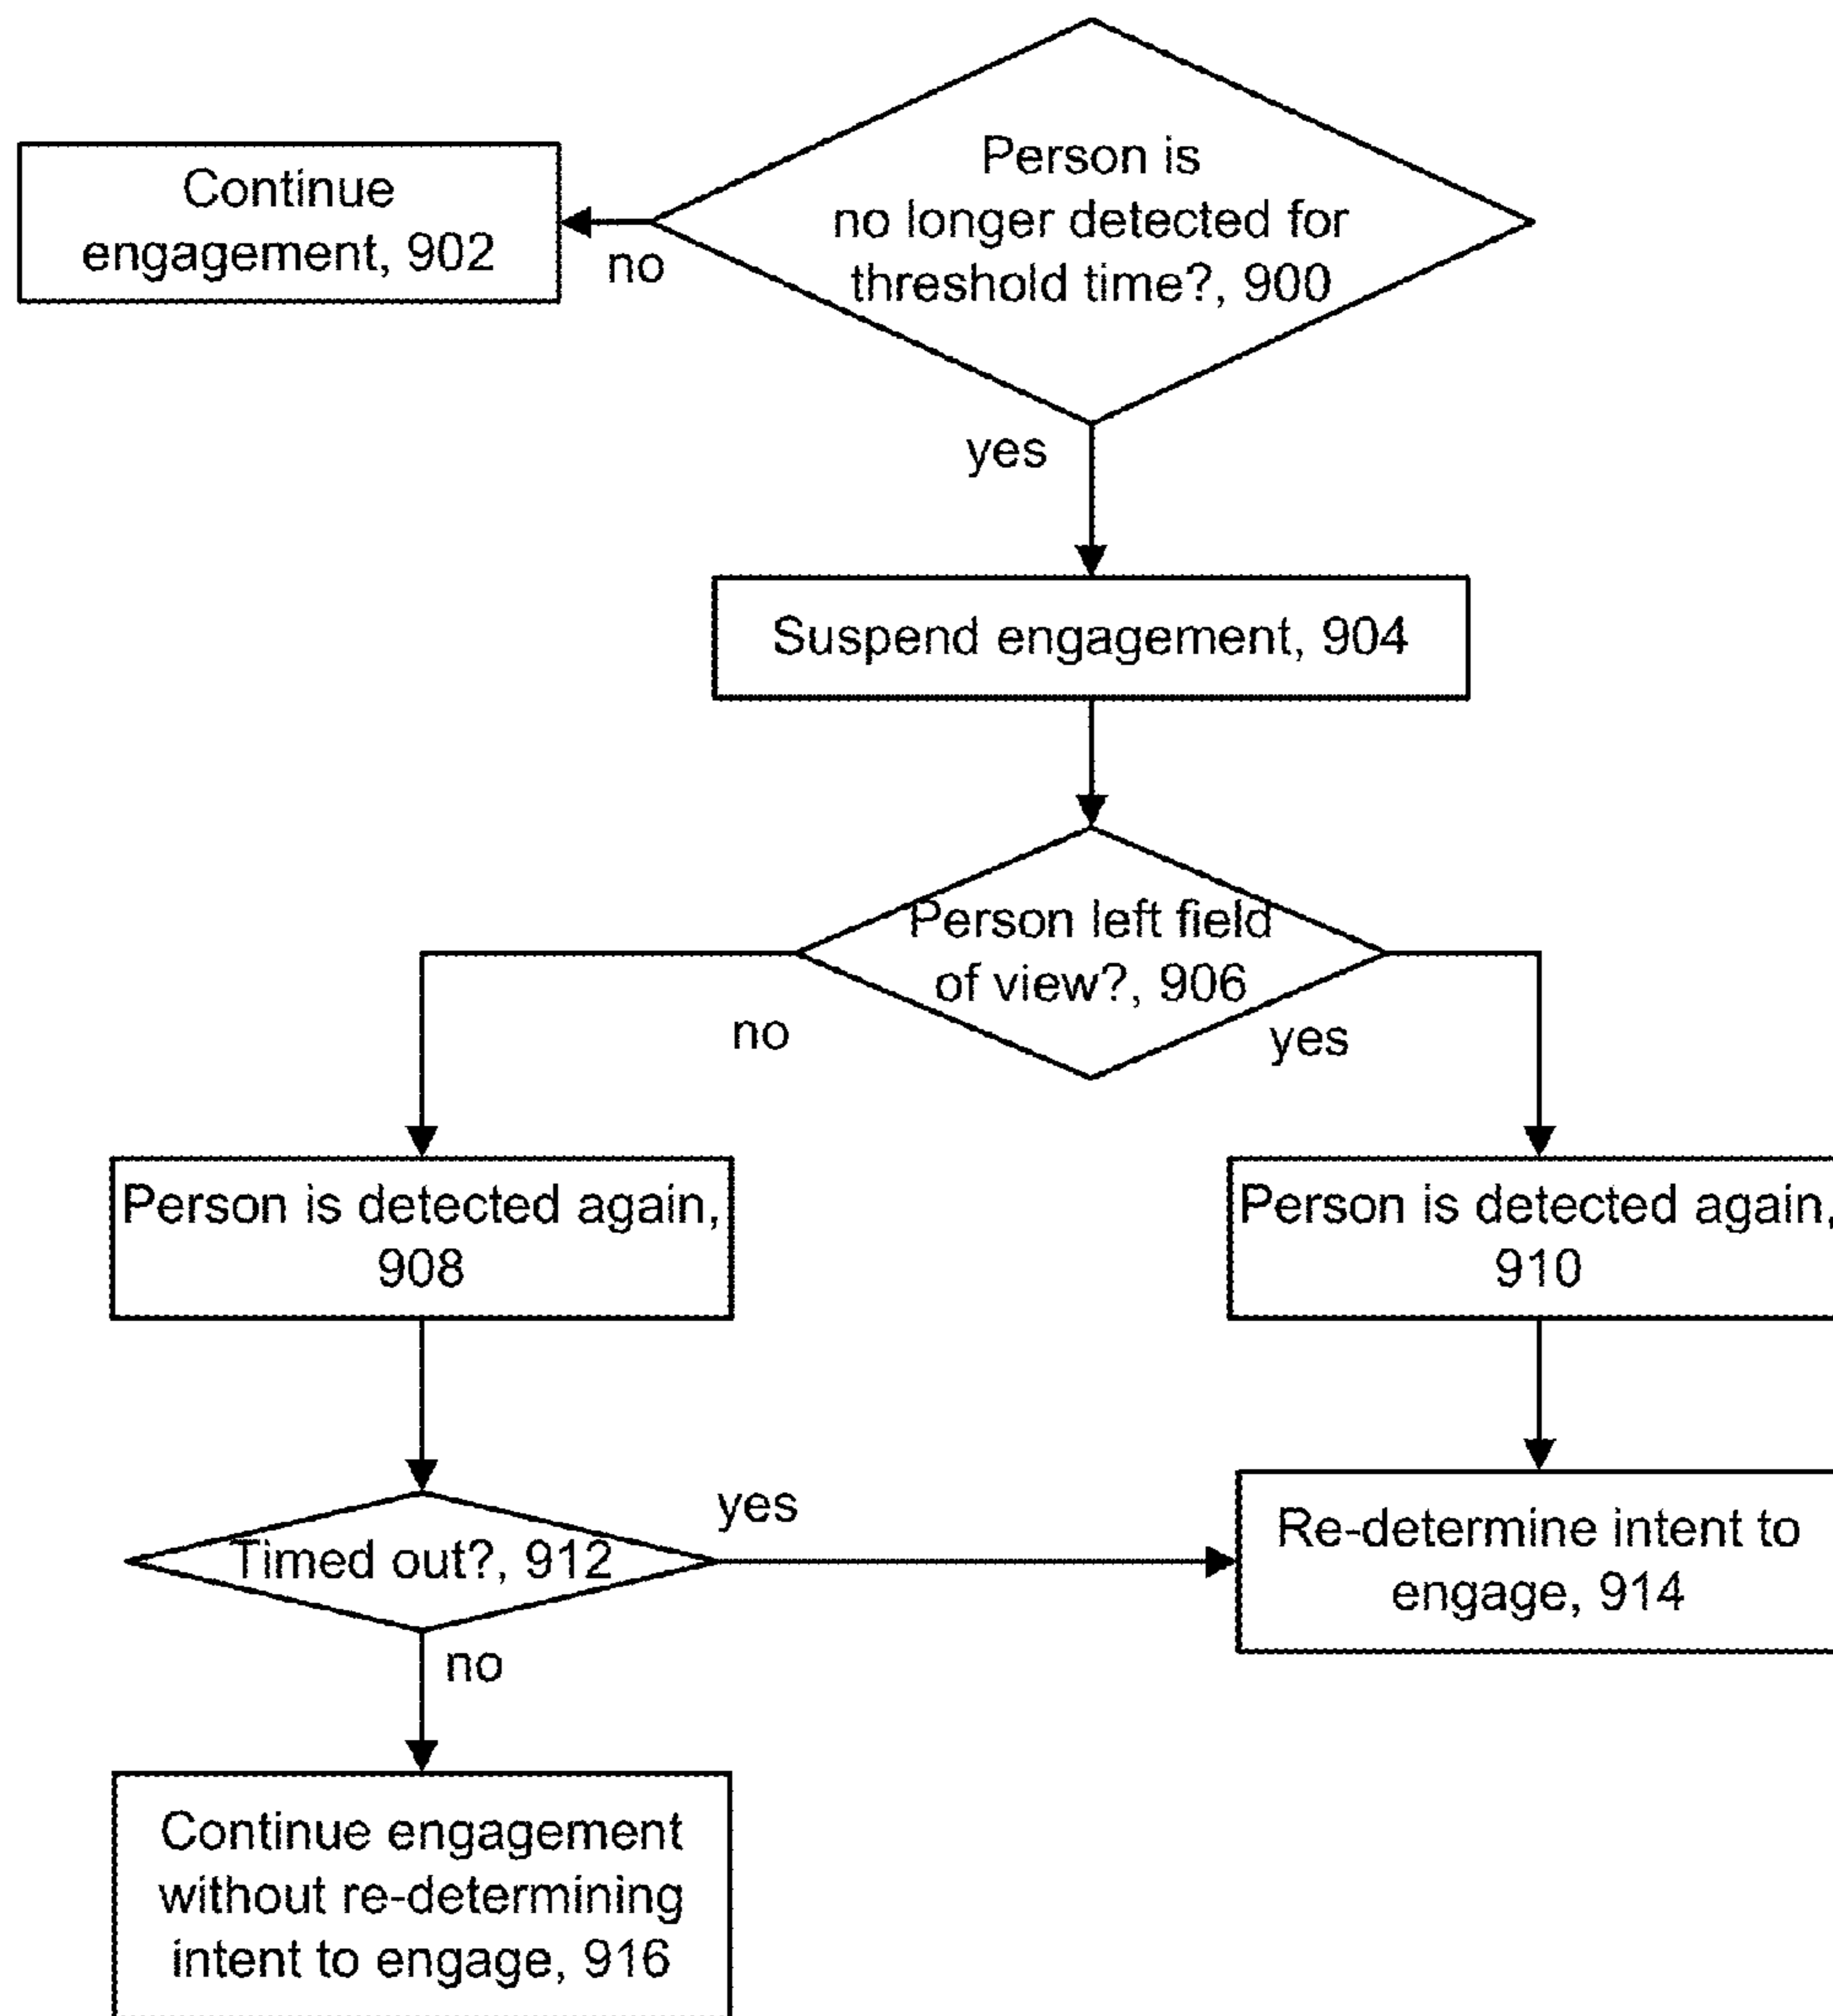 Person is
no longer detected for
threshold time?, 900
Continue
engagement, 902
no
yes
Suspend engagement, 904
Person left field
of view?, 906
no
yes
Person is detected again,
908
Person is detected again,
910
Timed out?, 912
yes
Re-determine intent to
engage, 914
no
Continue engagement
without re-determining
intent to engage, 916